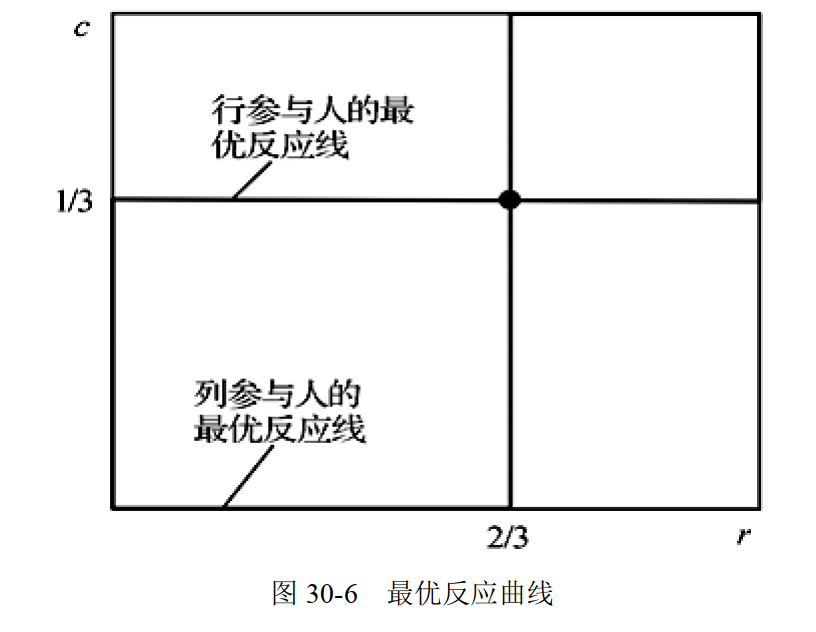 c
行参与人的最
优反应线
1/3
列参与人的
最优反应线
2/3
r
图 30-6 最优反应曲线